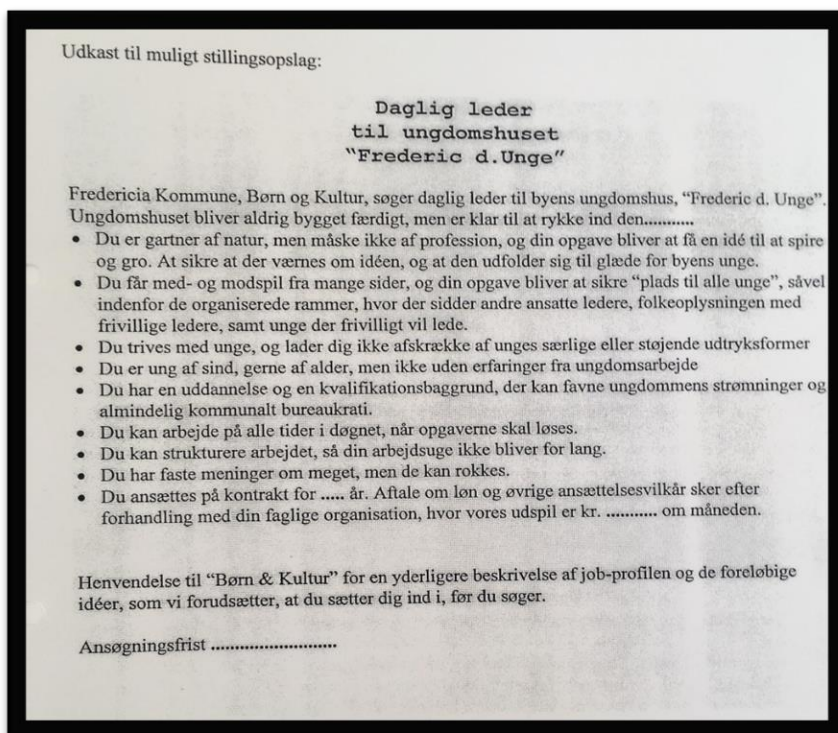 Udkast til muligt stillingsopslag:
Daglig leder
til ungdomshuset
"Frederic d.Unge"
Fredericia Kommune, Børn og Kultur, søger daglig leder til byens ungdomshus, "Frederic d. Unge".
Ungdomshuset bliver aldrig bygget færdigt, men er klar til at rykke ind den...........
• Du er gartner af natur, men måske ikke af profession, og din opgave bliver at få en idé til at spire
og gro. At sikre at der værnes om idéen, og at den udfolder sig til glæde for byens unge.
• Du får med- og modspil fra mange sider, og din opgave bliver at sikre "plads til alle unge", såvel
indenfor de organiserede rammer, hvor der sidder andre ansatte ledere, folkeoplysningen med
frivillige ledere, samt unge der frivilligt vil lede.
• Du trives med unge, og lader dig ikke afskrække af unges særlige eller støjende udtryksformer
• Du er ung af sind, gerne af alder, men ikke uden erfaringer fra ungdomsarbejde
• Du har en uddannelse og en kvalifikationsbaggrund, der kan favne ungdommens strømninger og
almindelig kommunalt bureaukrati.
• Du kan arbejde på alle tider i døgnet, når opgaverne skal løses.
• Du kan strukturere arbejdet, så din arbejdsuge ikke bliver for lang.
• Du har faste meninger om meget, men de kan rokkes.
• Du ansættes på kontrakt for ..... år. Aftale om løn og øvrige ansættelsesvilkår sker efter
forhandling med din faglige organisation, hvor vores udspil er kr. ........... om måneden.
Henvendelse til "Børn & Kultur" for en yderligere beskrivelse af job-profilen og de foreløbige
idéer, som vi forudsætter, at du sætter dig ind i, før du søger.
Ansøgningsfrist ..........................